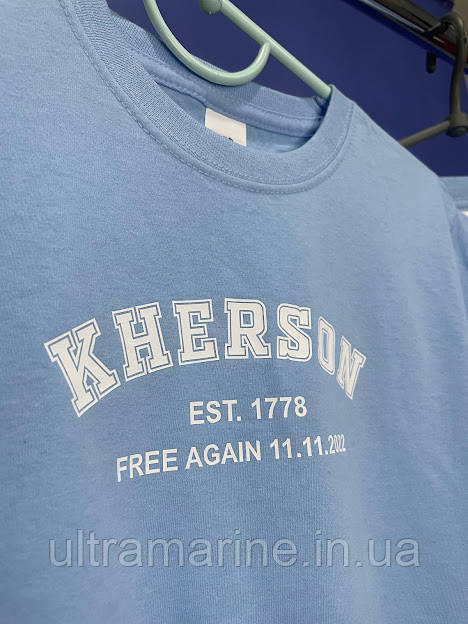 KHERSON
EST. 1778
FREE AGAIN 11.11.2022
ultramarine.in.ua